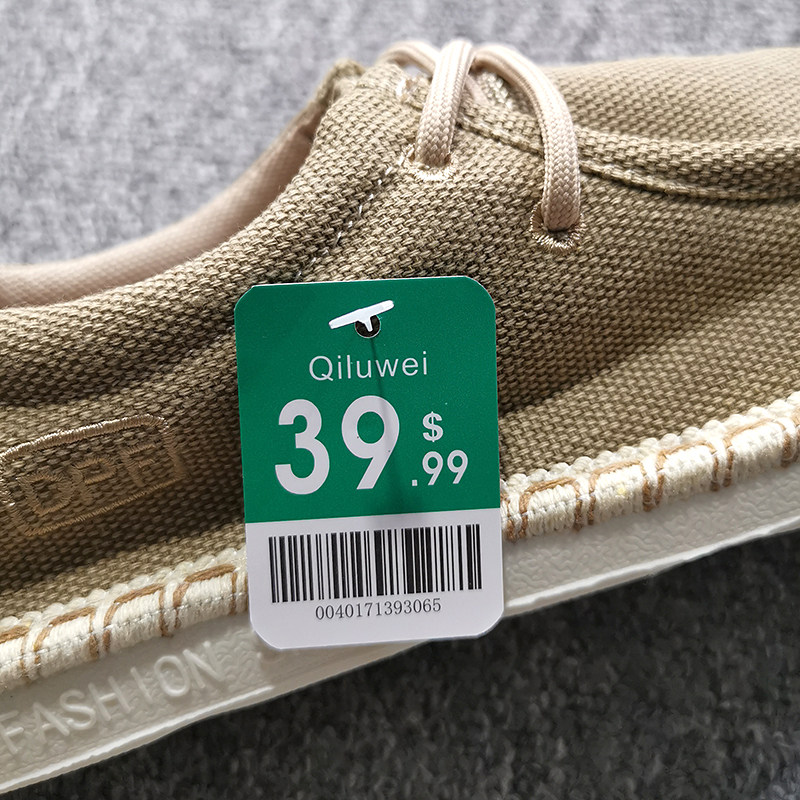 Qiluwei
39 $ .99
0040171393065
FASHION